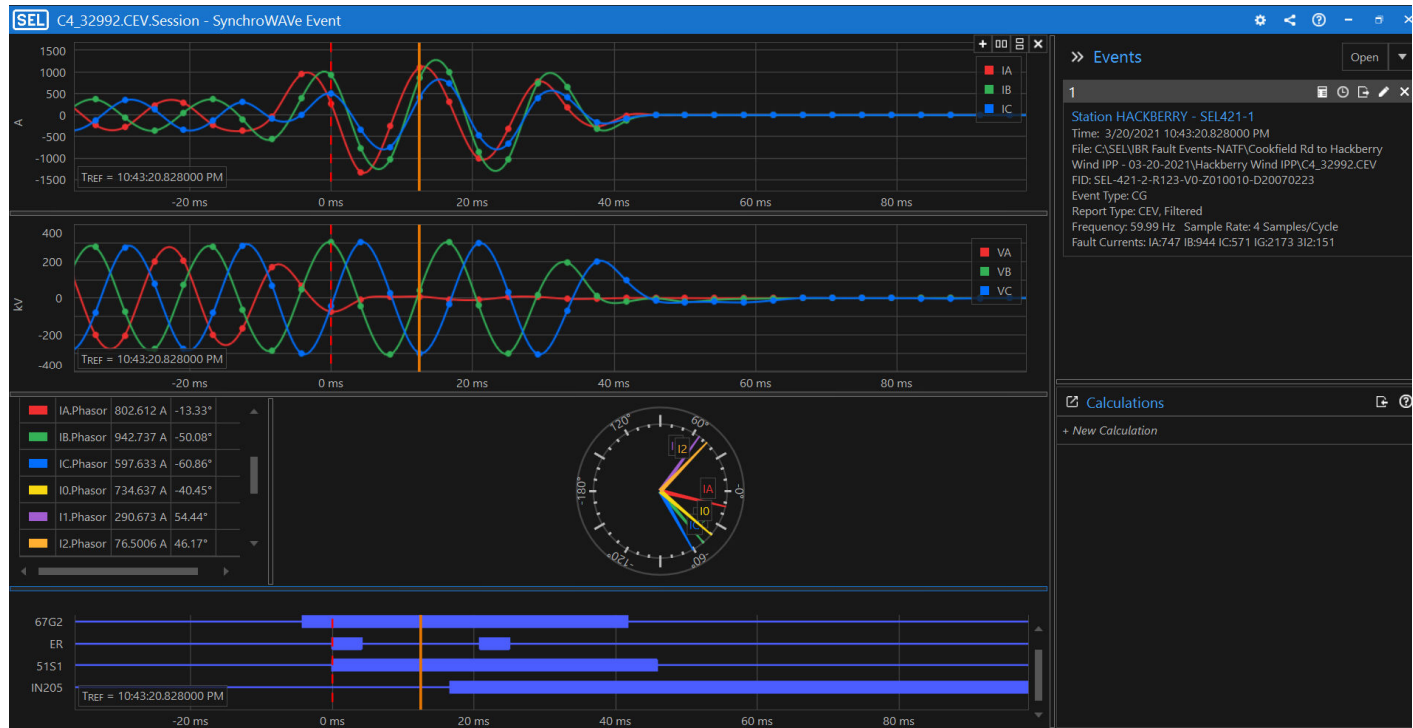 SEL C4_32992.CEV.Session - SynchroWAVe Event
1500
1000
500
0
-500
-1000
-1500
A
IA
IB
IC
TREF = 10:43:20.828000 PM
-20 ms 0 ms 20 ms 40 ms 60 ms 80 ms
400
200
0
-200
-400
kV
VA
VB
VC
TREF = 10:43:20.828000 PM
-20 ms 0 ms 20 ms 40 ms 60 ms 80 ms
IA.Phasor 802.612 A -13.33°
IB.Phasor 942.737 A -50.08°
IC.Phasor 597.633 A -60.86°
I0.Phasor 734.637 A -40.45°
I1.Phasor 290.673 A 54.44°
I2.Phasor 76.5006 A 46.17°
120° 60°
I2
-180° IA -0°
I0
IC
-120° -60°
67G2
ER
51S1
IN205
TREF = 10:43:20.828000 PM
-20 ms 0 ms 20 ms 40 ms 60 ms 80 ms
Events Open
1
Station HACKBERRY - SEL421-1
Time: 3/20/2021 10:43:20.828000 PM
File: C:\SEL\IBR Fault Events-NATF\Cookfield Rd to Hackberry
Wind IPP - 03-20-2021\Hackberry Wind IPP\C4_32992.CEV
FID: SEL-421-2-R123-V0-Z010010-D20070223
Event Type: CG
Report Type: CEV, Filtered
Frequency: 59.99 Hz Sample Rate: 4 Samples/Cycle
Fault Currents: IA:747 IB:944 IC:571 IG:2173 3I2:151
Calculations
+ New Calculation